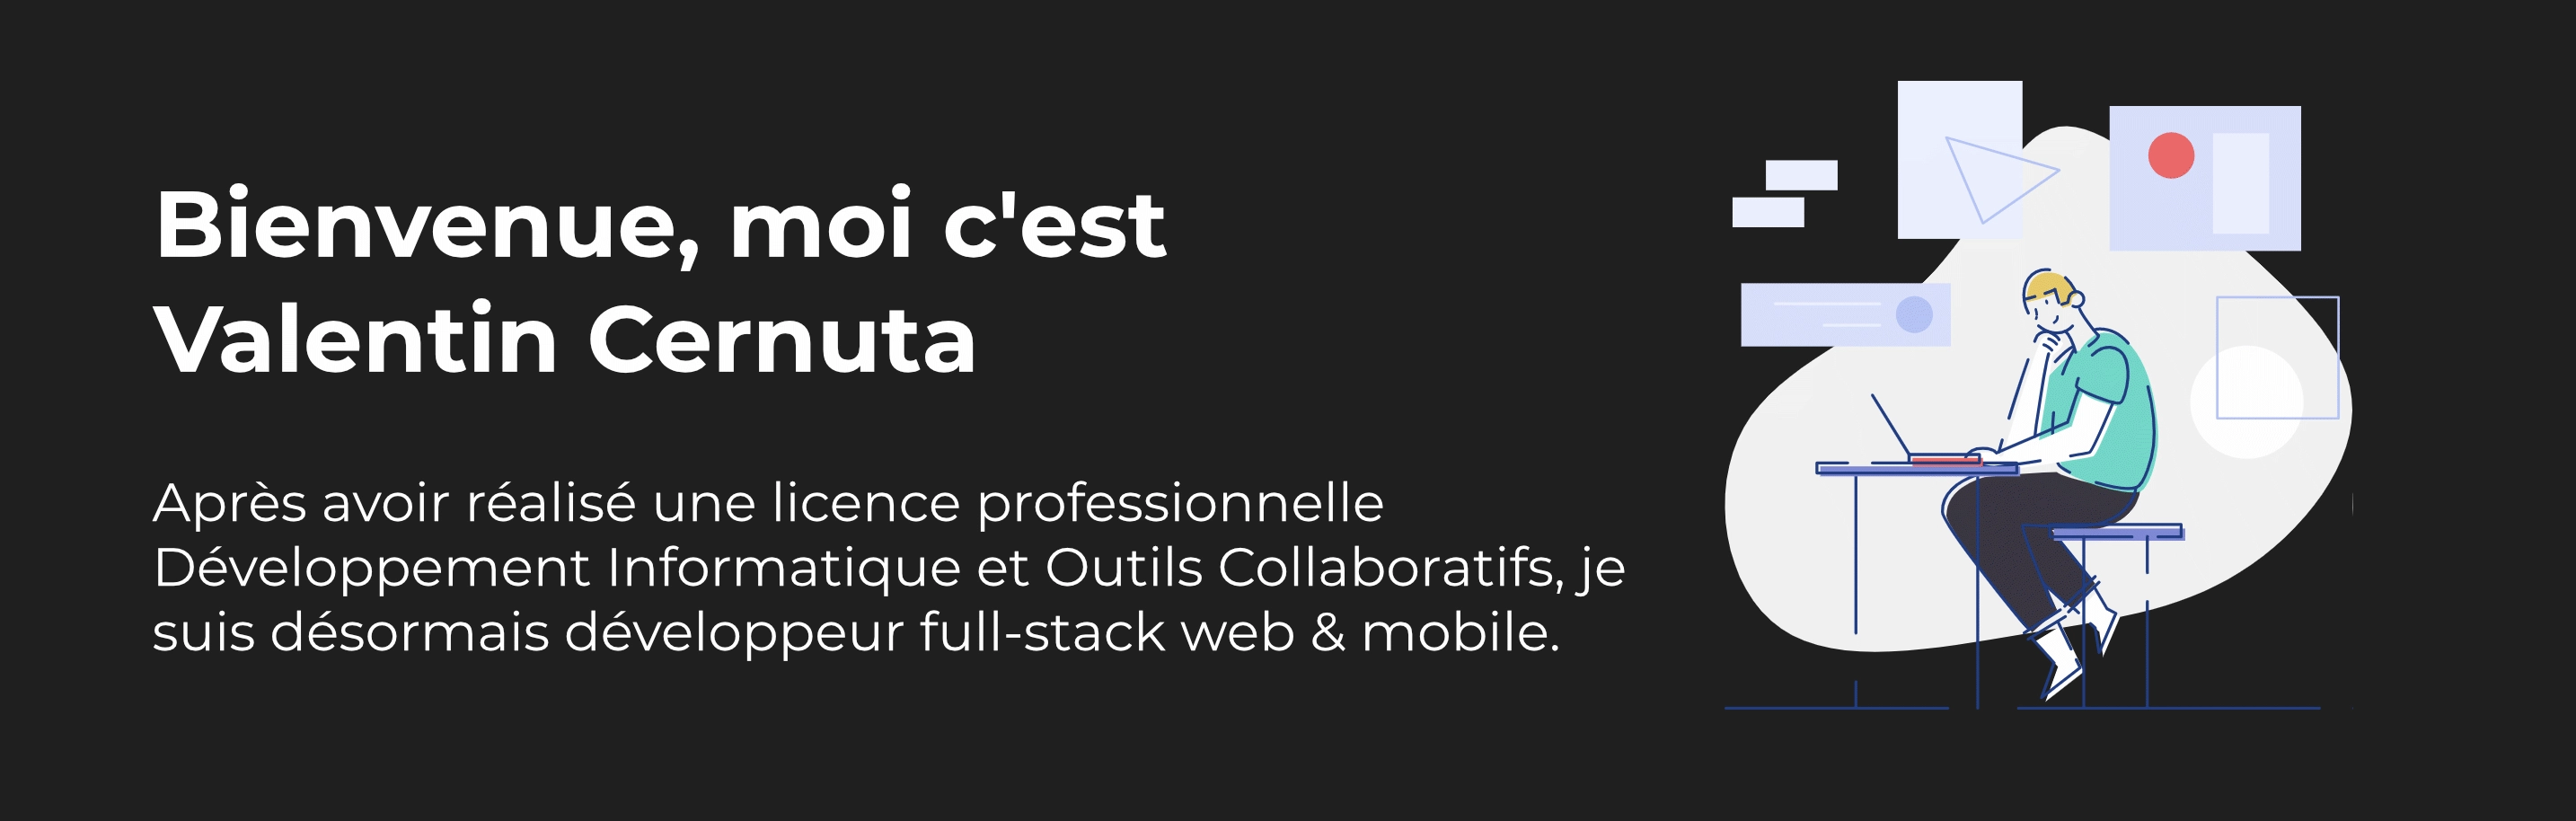 Bienvenue, moi c'est
Valentin Cernuta
Après avoir réalisé une licence professionnelle
Développement Informatique et Outils Collaboratifs, je
suis désormais développeur full-stack web & mobile.